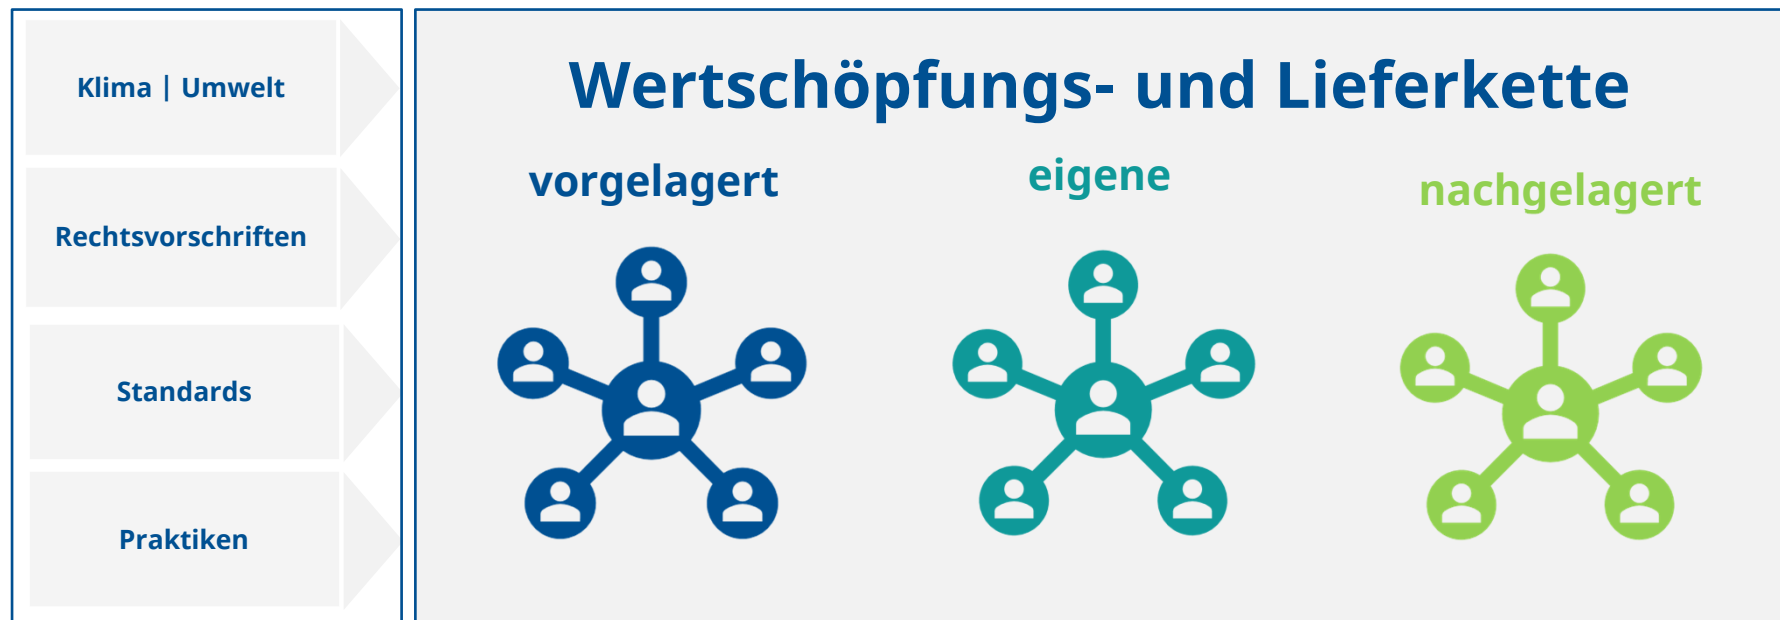 Klima | Umwelt
Rechtsvorschriften
Standards
Praktiken
Wertschöpfungs- und Lieferkette
vorgelagert
eigene
nachgelagert